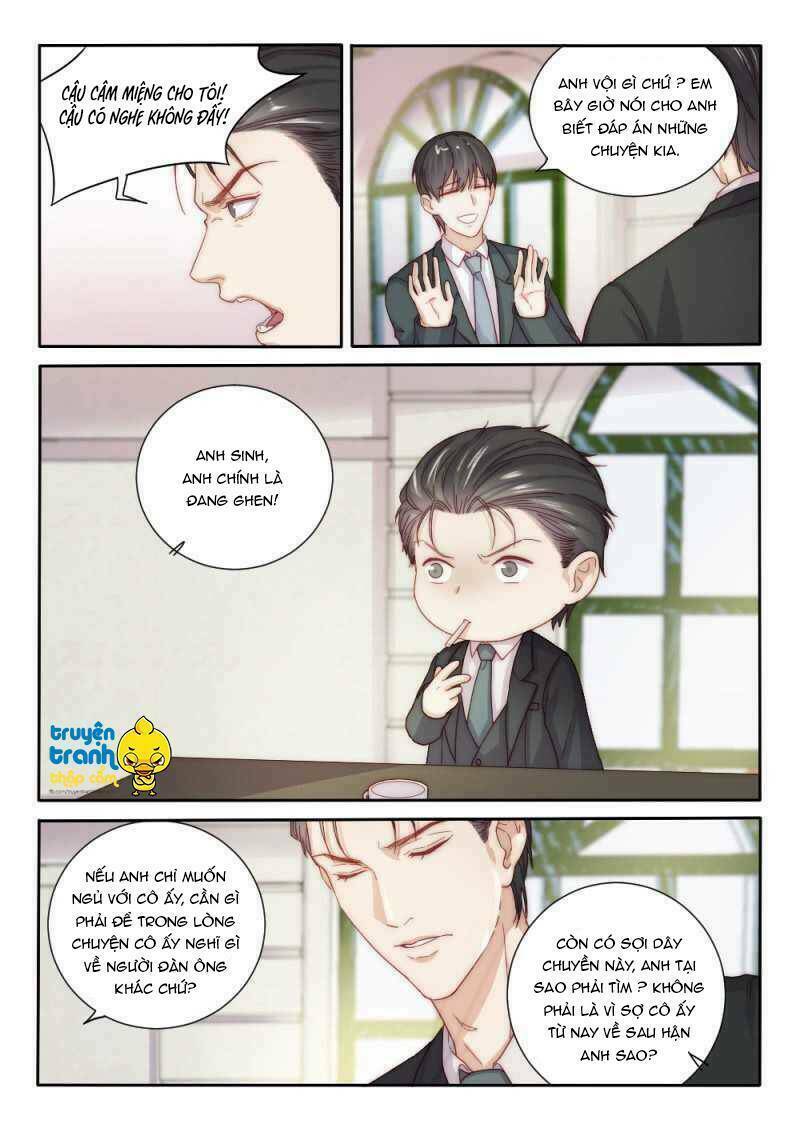 CẬU CÂM MIỆNG CHO TÔI!
CẬU CÓ NGHE KHÔNG ĐẤY!
ANH VỘI GÌ CHỨ ? EM
BÂY GIỜ NÓI CHO ANH
BIẾT ĐÁP ÁN NHỮNG
CHUYỆN KIA.
ANH SINH,
ANH CHÍNH LÀ
ĐANG GHEN!
truyện
tranh
thập cẩm
NẾU ANH CHỈ MUỐN
NGỦ VỚI CÔ ẤY, CẦN GÌ
PHẢI ĐỂ TRONG LÒNG
CHUYỆN CÔ ẤY NGHĨ GÌ
VỀ NGƯỜI ĐÀN ÔNG
KHÁC CHỨ?
CÒN CÓ SỢI DÂY
CHUYỀN NÀY, ANH TẠI
SAO PHẢI TÌM ? KHÔNG
PHẢI LÀ VÌ SỢ CÔ ẤY
TỪ NAY VỀ SAU HẬN
ANH SAO?